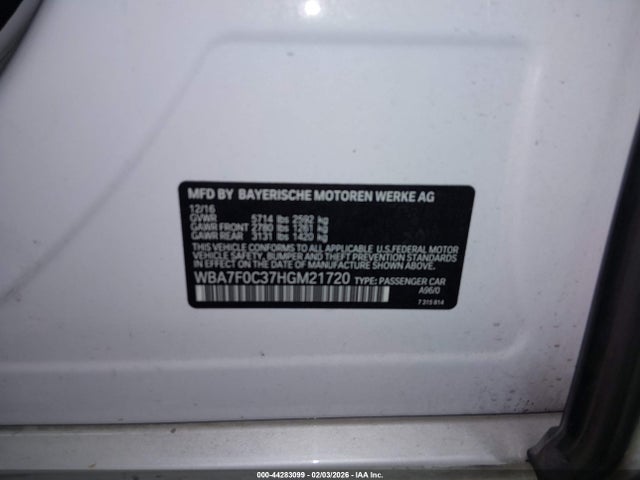 MFD BY BAYERISCHE MOTOREN WERKE AG
12/16
GVWR 5714 lbs 2592 kg
GAWR FRONT 2780 lbs 1261 kg
GAWR REAR 3131 lbs 1420 kg
THIS VEHICLE CONFORMS TO ALL APPLICABLE U.S.FEDERAL MOTOR
VEHICLE SAFETY, BUMPER AND THEFT PREVENTION STANDARDS
IN EFFECT ON THE DATE OF MANUFACTURE SHOWN ABOVE.
WBA7F0C37HGM21720 TYPE: PASSENGER CAR
A96/0
7 315 814
000-44283099 - 02/03/2026 - IAA Inc.